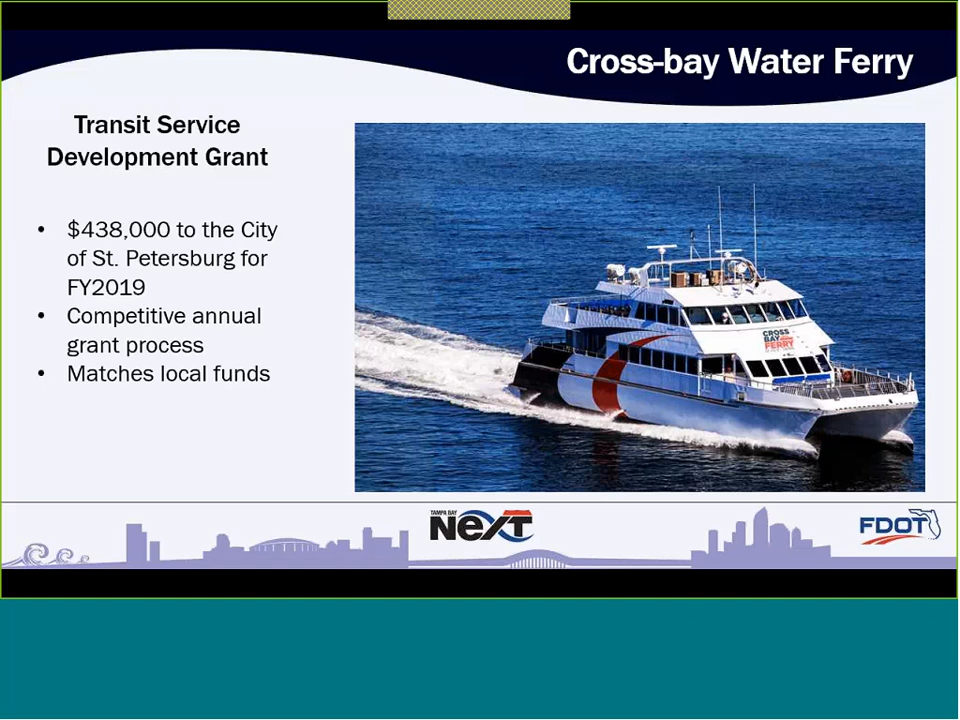 Cross-bay Water Ferry
Transit Service
Development Grant
• $438,000 to the City
of St. Petersburg for
FY2019
• Competitive annual
grant process
• Matches local funds
CROSS
BAY
FERRY
TAMPA BAY
NEXT
FDOT